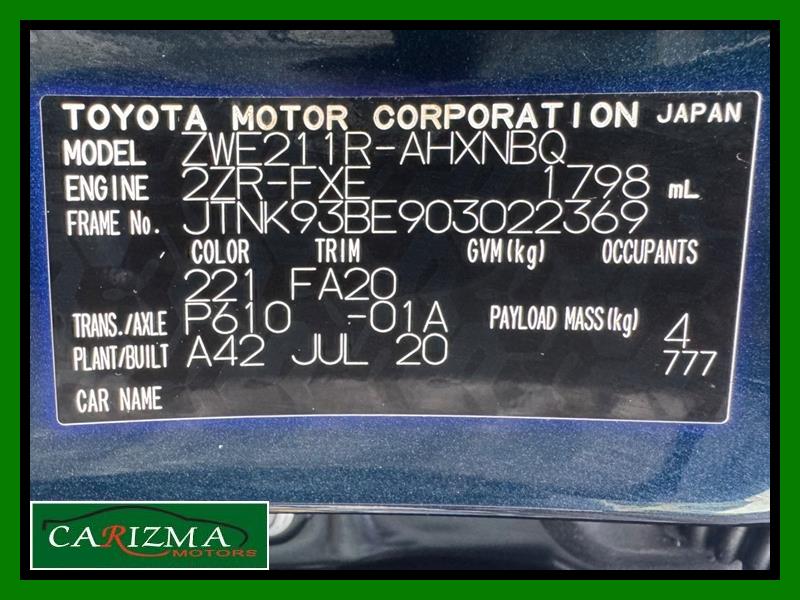 TOYOTA MOTOR CORPORATION JAPAN
MODEL ZWE211R-AHXNBQ
ENGINE 2ZR-FXE 1798 mL
FRAME No. JTNK93BE903022369
COLOR TRIM GVM(kg) OCCUPANTS
221 FA20
TRANS./AXLE P610 -01A PAYLOAD MASS(kg) 4
PLANT/BUILT A42 JUL 20 777
CAR NAME
CARIZMA
MOTORS